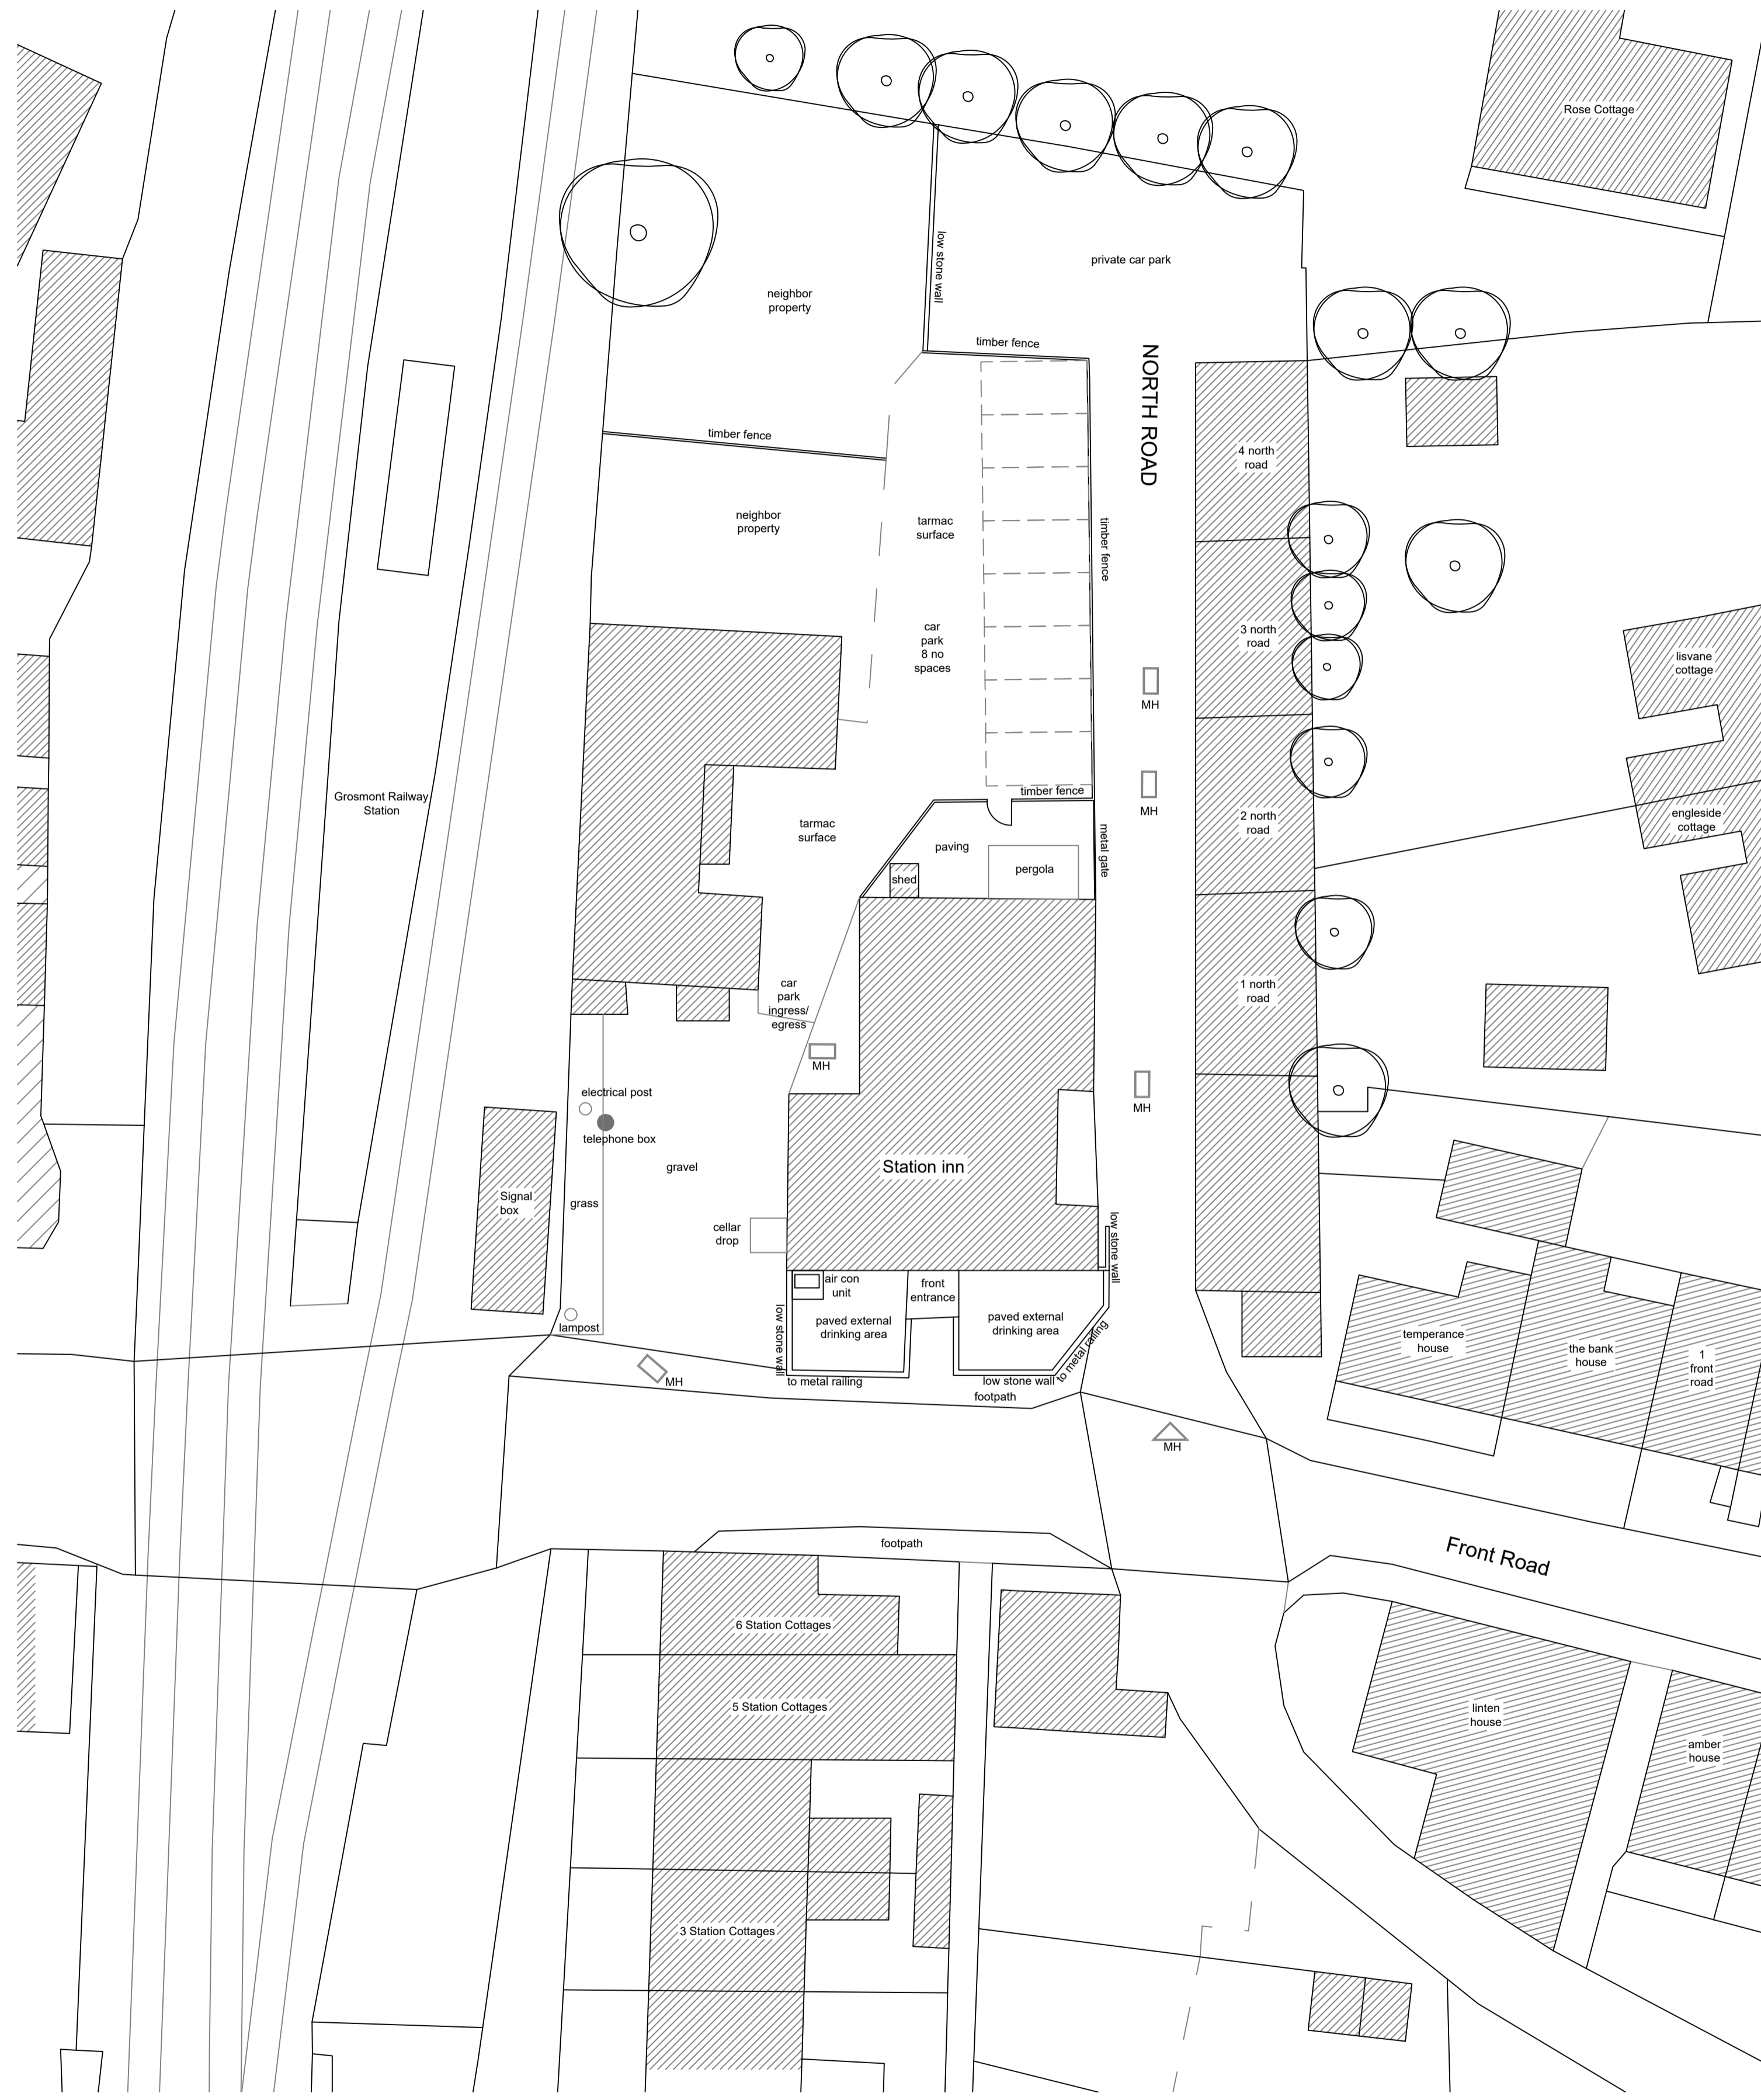 Rose Cottage
low stone wall
private car park
neighbor
property
timber fence
NORTH ROAD
timber fence
4 north
road
neighbor
property
tarmac
surface
timber fence
car
park
8 no
spaces
3 north
road
lisvane
cottage
MH
Grosmont Railway
Station
timber fence
MH
tarmac
surface
paving
metal gate
2 north
road
engleside
cottage
shed
pergola
car
park
ingress/
egress
1 north
road
MH
electrical post
MH
telephone box
gravel
Station inn
Signal
box
grass
cellar
drop
low stone wall
air con
unit
front
entrance
low stone wall
paved external
drinking area
paved external
drinking area
lampost
to metal railing
temperance
house
the bank
house
1
front
road
MH
to metal railing
low stone wall
footpath
MH
footpath
Front Road
6 Station Cottages
5 Station Cottages
linten
house
amber
house
3 Station Cottages